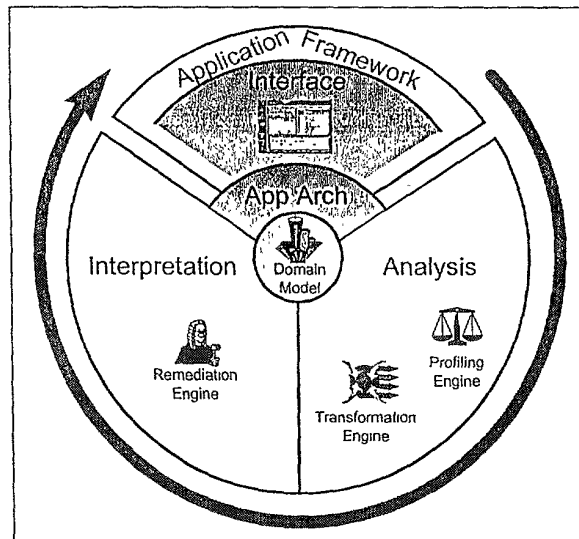 Application Framework
Interface
App Arch
Interpretation
Domain
Model
Analysis
Remediation
Engine
Profiling
Engine
Transformation
Engine